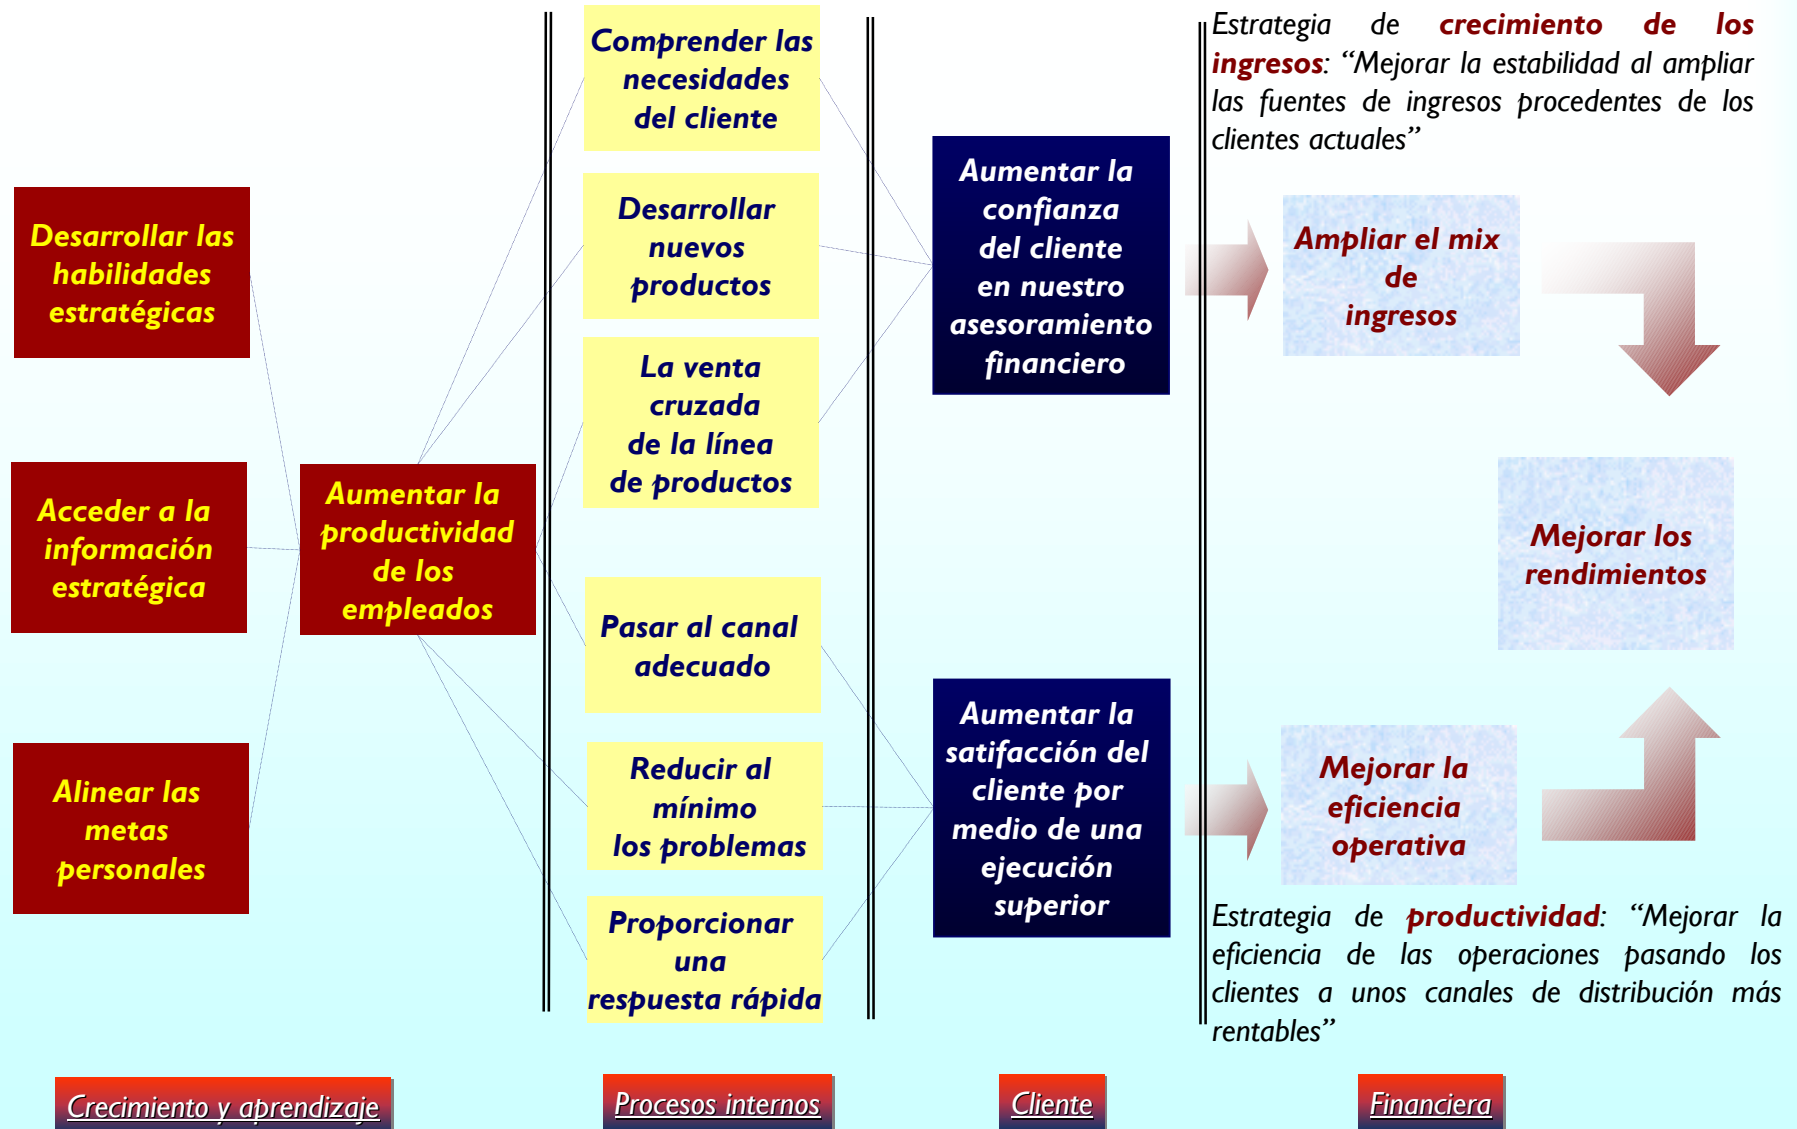 Desarrollar las
habilidades
estratégicas
Acceder a la
información
estratégica
Alinear las
metas
personales
Aumentar la
productividad
de los
empleados
Comprender las
necesidades
del cliente
Desarrollar
nuevos
productos
La venta
cruzada
de la línea
de productos
Pasar al canal
adecuado
Reducir al
mínimo
los problemas
Proporcionar
una
respuesta rápida
Aumentar la
confianza
del cliente
en nuestro
asesoramiento
financiero
Aumentar la
satifacción del
cliente por
medio de una
ejecución
superior
Estrategia de crecimiento de los
ingresos: “Mejorar la estabilidad al ampliar
las fuentes de ingresos procedentes de los
clientes actuales”
Ampliar el mix
de
ingresos
Mejorar los
rendimientos
Mejorar la
eficiencia
operativa
Estrategia de productividad: “Mejorar la
eficiencia de las operaciones pasando los
clientes a unos canales de distribución más
rentables”
Crecimiento y aprendizaje
Procesos internos
Cliente
Financiera